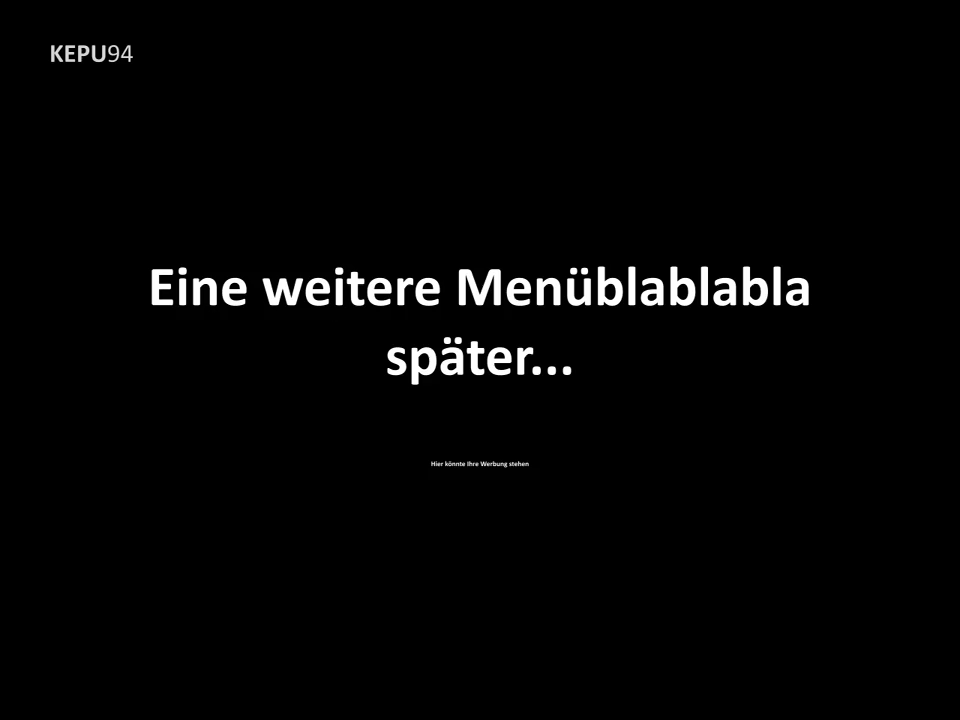 KEPU94
Eine weitere Menüblablabla
später...
Hier könnte Ihre Werbung stehen